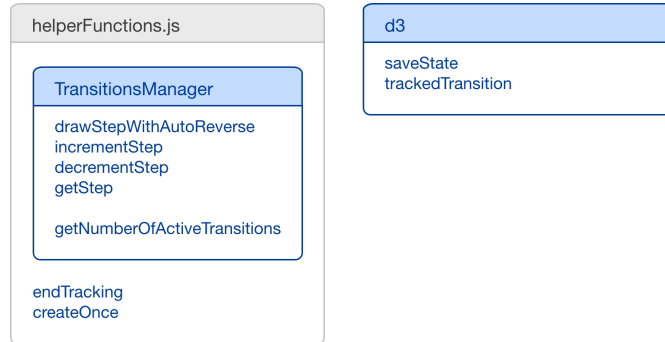 helperFunctions.js
TransitionsManager
drawStepWithAutoReverse
incrementStep
decrementStep
getStep
getNumberOfActiveTransitions
endTracking
createOnce
d3
saveState
trackedTransition